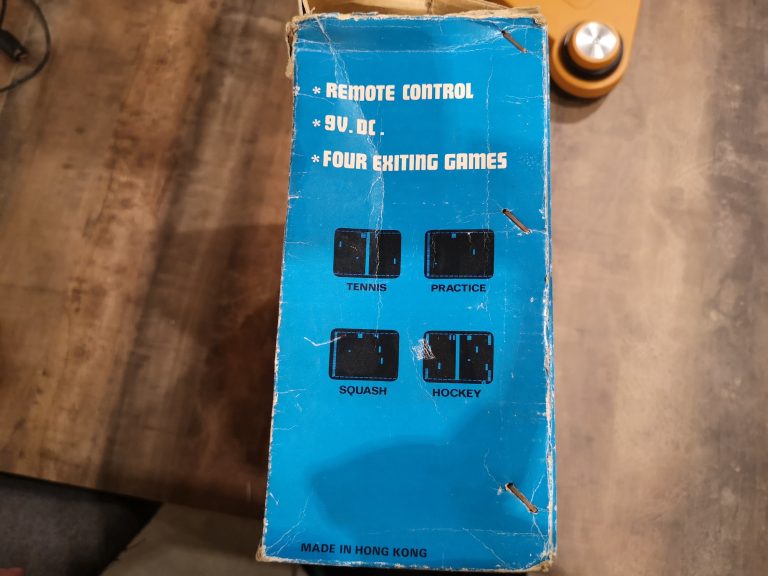 * REMOTE CONTROL
* 9V. DC.
* FOUR EXITING GAMES
TENNIS PRACTICE
SQUASH HOCKEY
MADE IN HONG KONG